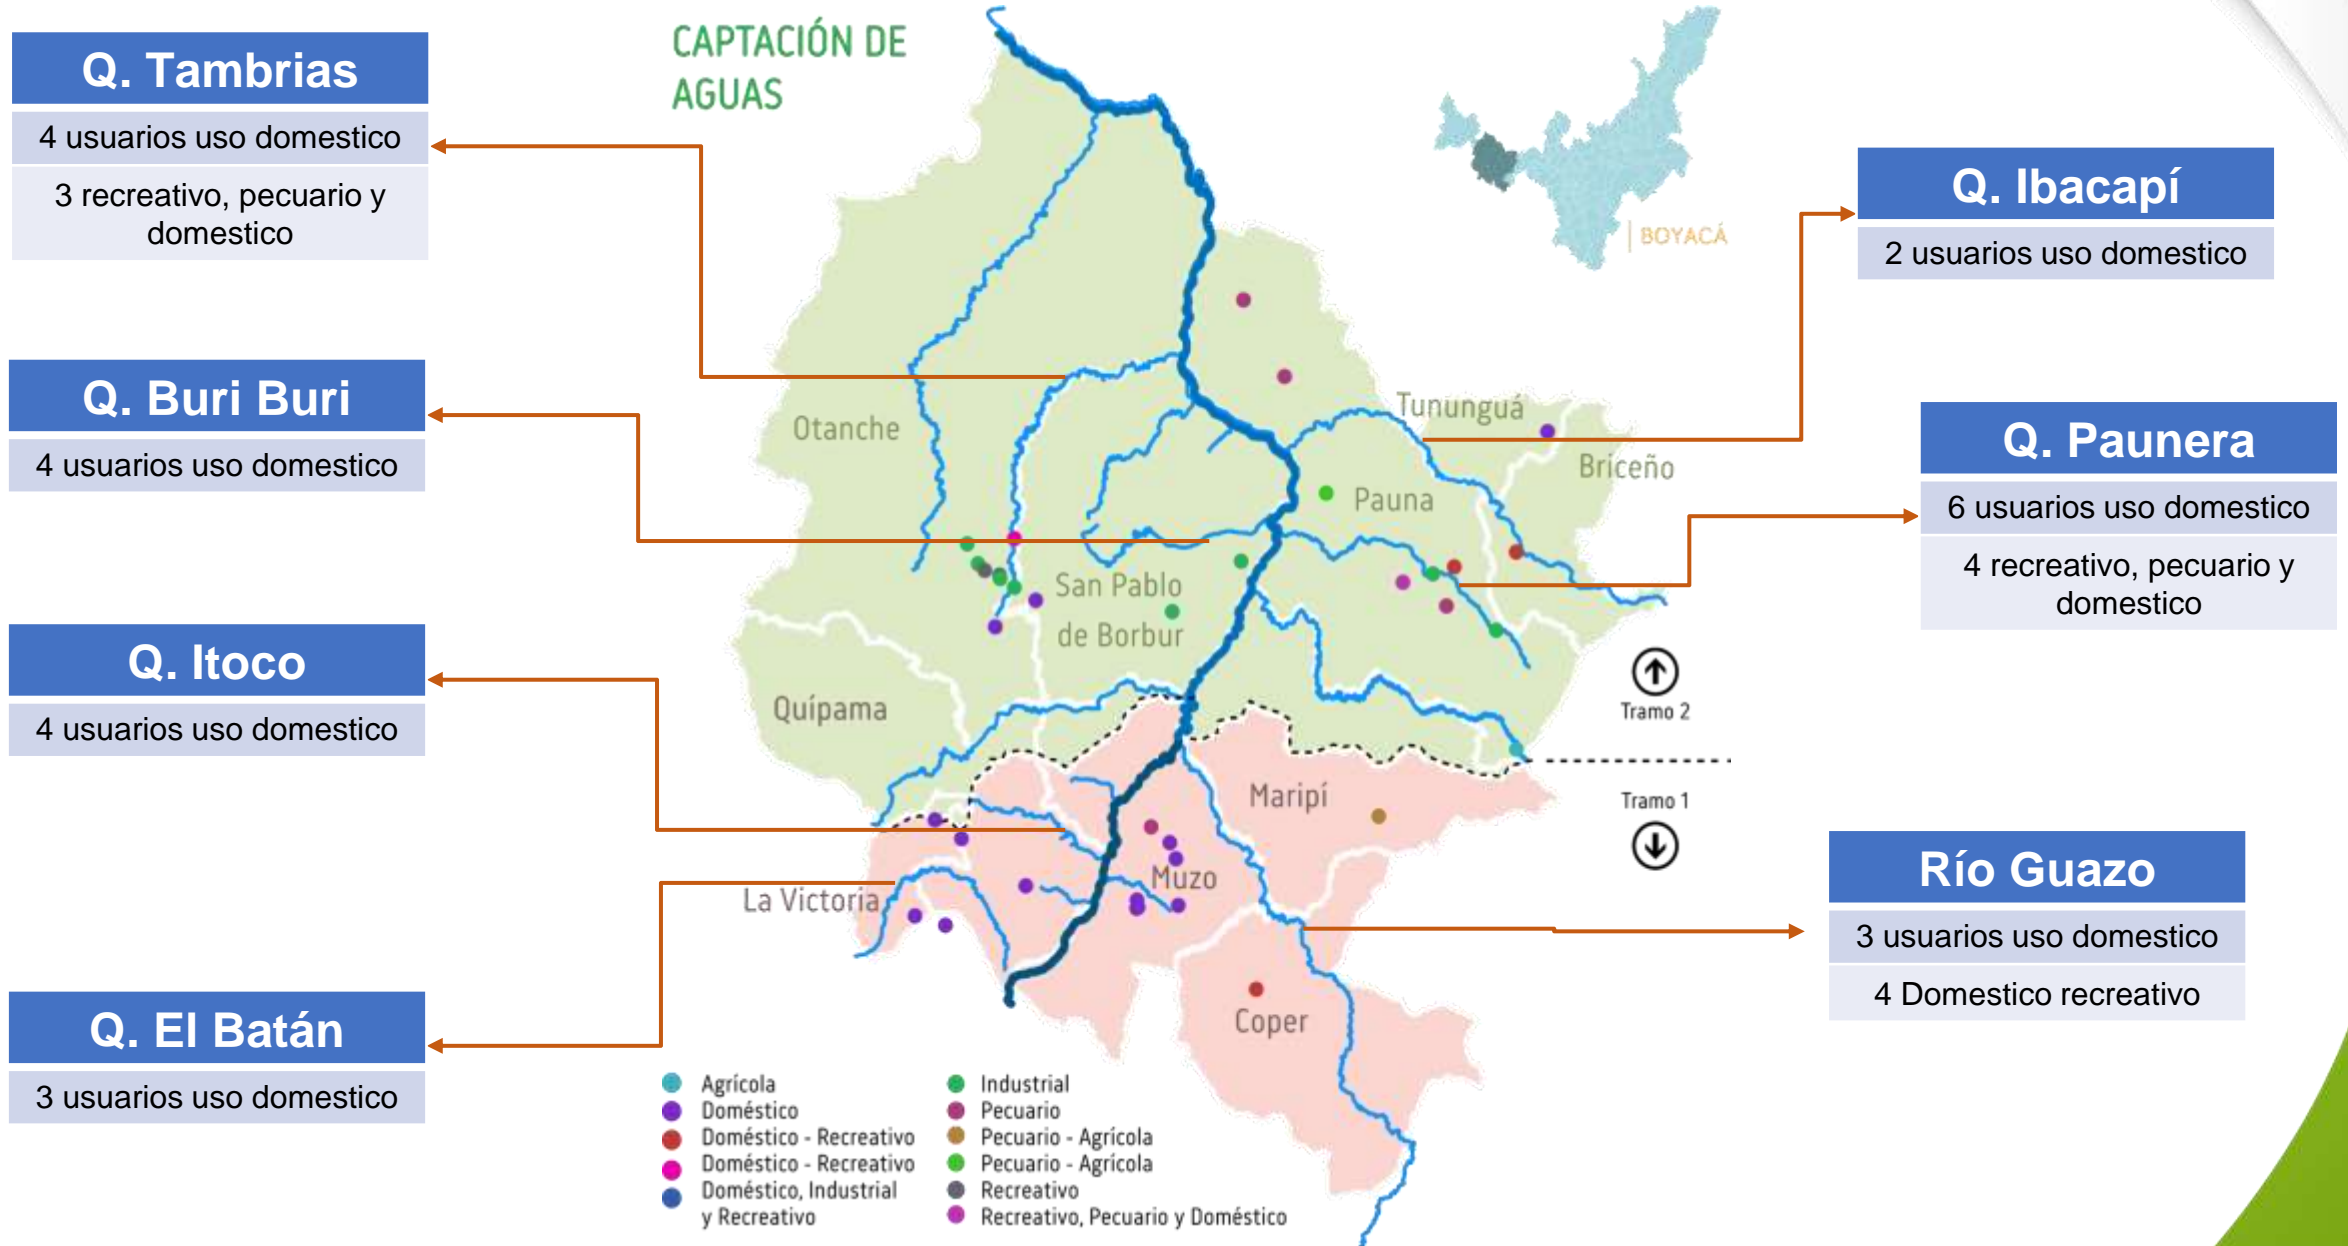 CAPTACIÓN DE
AGUAS
Q. Tambrias
4 usuarios uso domestico
3 recreativo, pecuario y
domestico
Q. Buri Buri
4 usuarios uso domestico
Q. Itoco
4 usuarios uso domestico
Q. El Batán
3 usuarios uso domestico
BOYACÁ
Q. Ibacapí
2 usuarios uso domestico
Q. Paunera
6 usuarios uso domestico
4 recreativo, pecuario y
domestico
Río Guazo
3 usuarios uso domestico
4 Domestico recreativo
Otanche
Tununguá
Briceño
Pauna
San Pablo
de Borbur
Quípama
Tramo 2
Tramo 1
Maripí
Muzo
La Victoria
Coper
Agrícola
Doméstico
Doméstico - Recreativo
Doméstico - Recreativo
Doméstico, Industrial
y Recreativo
Industrial
Pecuario
Pecuario - Agrícola
Pecuario - Agrícola
Recreativo
Recreativo, Pecuario y Doméstico